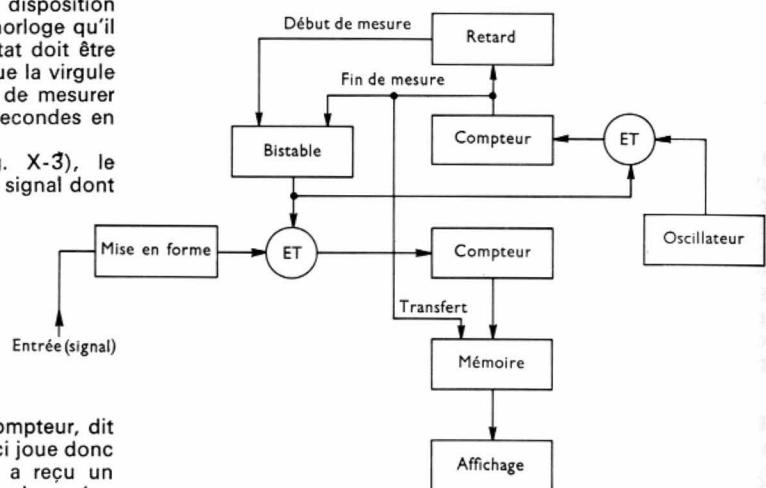 disposition
horloge qu'il
tat doit être
ue la virgule
de mesurer
econdes en
g. X-3), le
signal dont
ompteur, dit
ci joue donc
a reçu un
Début de mesure
Retard
Fin de mesure
Bistable
Compteur
ET
Oscillateur
Mise en forme
ET
Compteur
Entrée (signal)
Transfert
Mémoire
Affichage